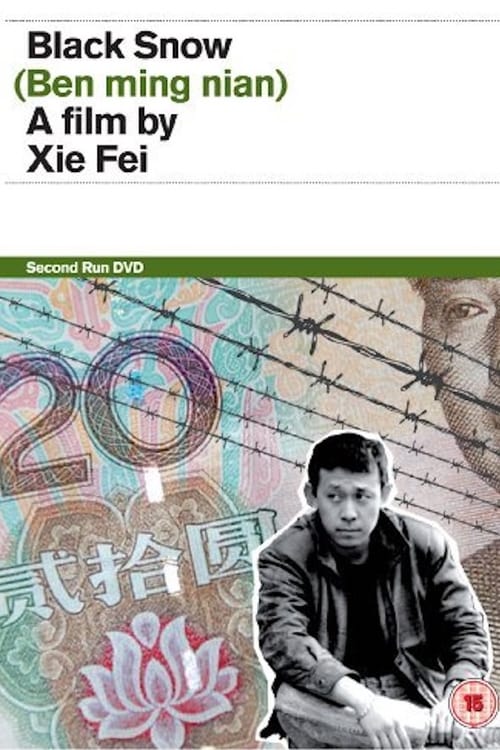 Black Snow
(Ben ming nian)
A film by
Xie Fei
Second Run DVD
20
贰拾圆
15